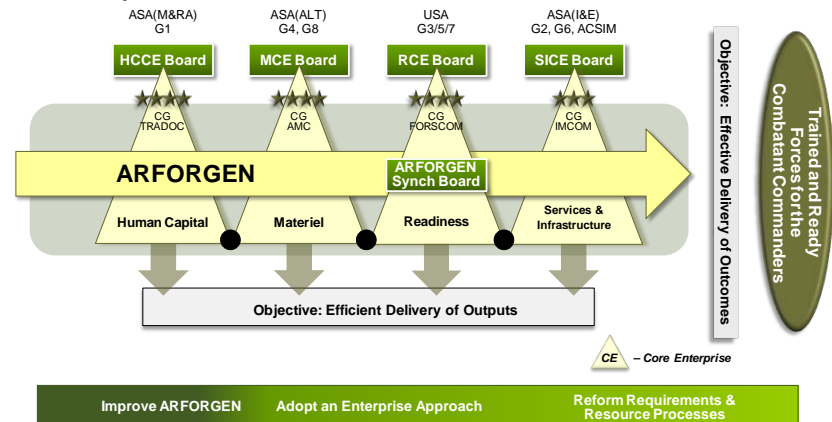 ASA(M&RA)
G1
ASA(ALT)
G4, G8
USA
G3/5/7
ASA(I&E)
G2, G6, ACSIM
HCCE Board
MCE Board
RCE Board
SICE Board
CG
TRADOC
CG
AMC
CG
FORSCOM
CG
IMCOM
ARFORGEN
ARFORGEN
Synch Board
Human Capital
Materiel
Readiness
Services &
Infrastructure
Objective: Efficient Delivery of Outputs
Objective: Effective Delivery of Outcomes
Trained and Ready
Forces for the
Combatant Commanders
CE – Core Enterprise
Improve ARFORGEN
Adopt an Enterprise Approach
Reform Requirements &
Resource Processes